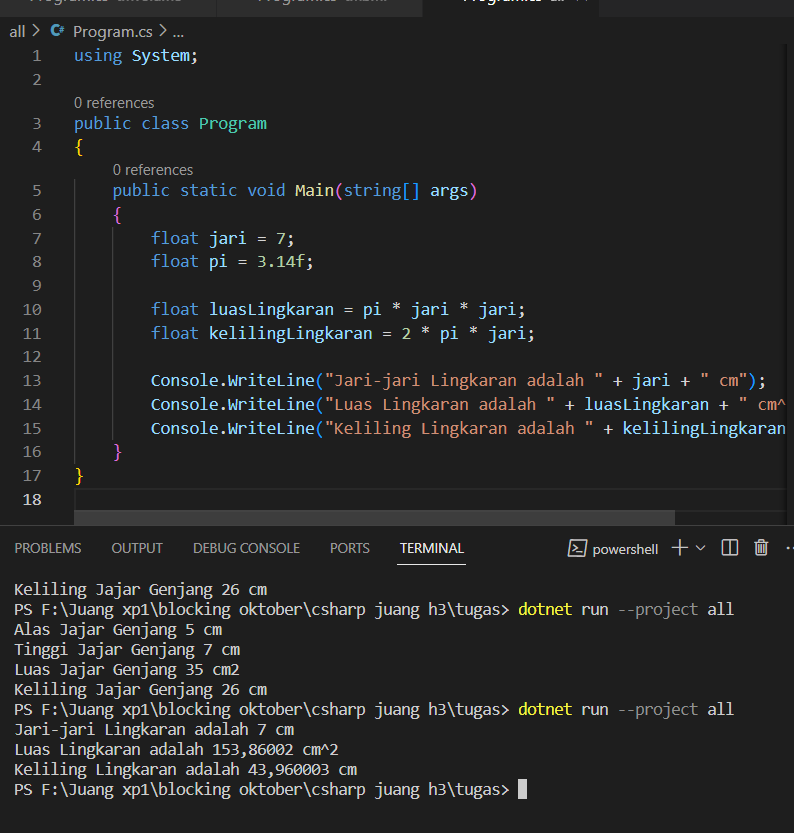 all > C# Program.cs > ...
1 using System;
2
0 references
3 public class Program
4 {
0 references
5 public static void Main(string[] args)
6 {
7 float jari = 7;
8 float pi = 3.14f;
9
10 float luasLingkaran = pi * jari * jari;
11 float kelilingLingkaran = 2 * pi * jari;
12
13 Console.WriteLine("Jari-jari Lingkaran adalah " + jari + " cm");
14 Console.WriteLine("Luas Lingkaran adalah " + luasLingkaran + " cm^
15 Console.WriteLine("Keliling Lingkaran adalah " + kelilingLingkaran
16 }
17 }
18
PROBLEMS OUTPUT DEBUG CONSOLE PORTS TERMINAL powershell
Keliling Jajar Genjang 26 cm
PS F:\Juang xp1\blocking oktober\csharp juang h3\tugas> dotnet run --project all
Alas Jajar Genjang 5 cm
Tinggi Jajar Genjang 7 cm
Luas Jajar Genjang 35 cm2
Keliling Jajar Genjang 26 cm
PS F:\Juang xp1\blocking oktober\csharp juang h3\tugas> dotnet run --project all
Jari-jari Lingkaran adalah 7 cm
Luas Lingkaran adalah 153,86002 cm^2
Keliling Lingkaran adalah 43,960003 cm
PS F:\Juang xp1\blocking oktober\csharp juang h3\tugas>